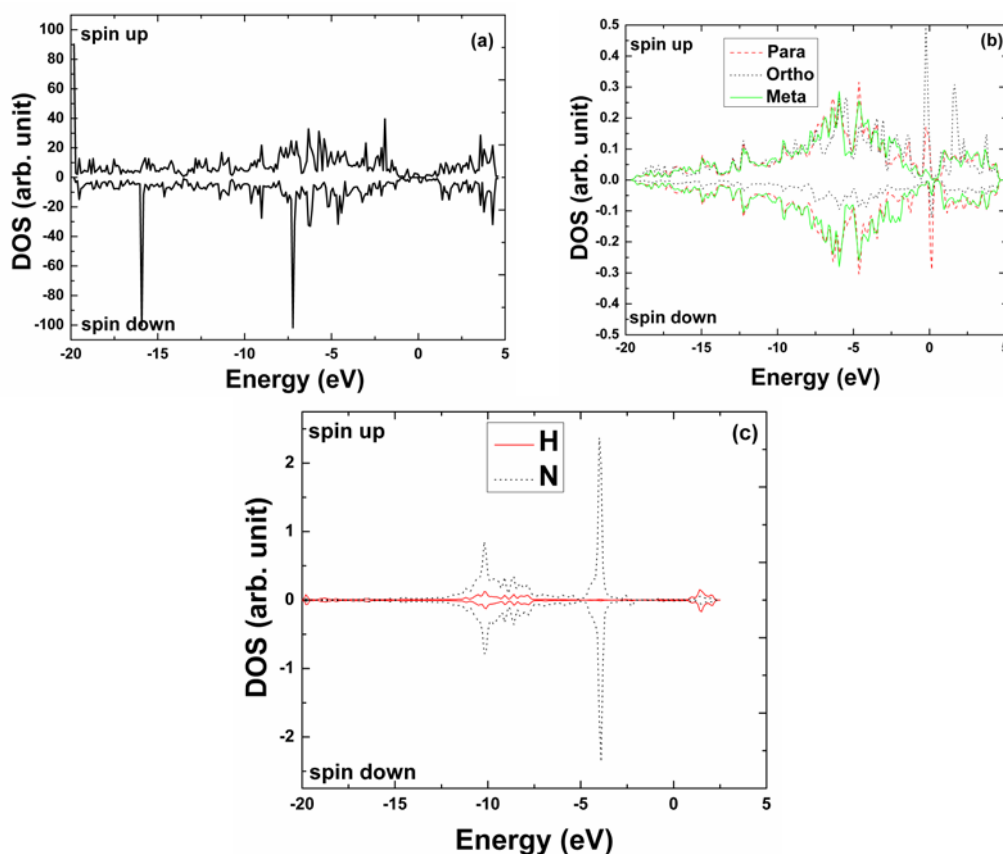 spin up
(a)
100
80
60
40
20
0
-20
-40
-60
-80
-100
DOS (arb. unit)
spin down
-20
-15
-10
-5
0
5
Energy (eV)
spin up
(b)
Para
Ortho
Meta
0.5
0.4
0.3
0.2
0.1
0.0
-0.1
-0.2
-0.3
-0.4
-0.5
DOS (arb. unit)
spin down
-20
-15
-10
-5
0
5
Energy (eV)
spin up
(c)
H
N
2
1
0
-1
-2
DOS (arb. unit)
spin down
-20
-15
-10
-5
0
5
Energy (eV)